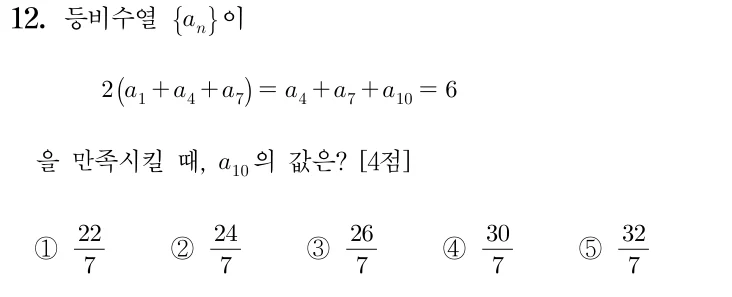 12. 등비수열 {aₙ}이
2(a₁+a₄+a₇)= a₄+a₇+a₁₀ = 6
을 만족시킬 때, a₁₀의 값은? [4점]
① 22/7 ② 24/7 ③ 26/7 ④ 30/7 ⑤ 32/7